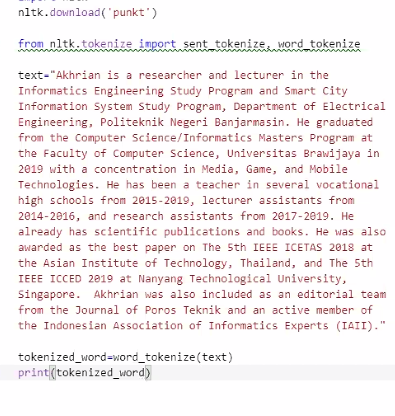 import nltk
nltk.download('punkt')
from nltk.tokenize import sent_tokenize, word_tokenize
text="Akhrian is a researcher and lecturer in the
Informatics Engineering Study Program and Smart City
Information System Study Program, Department of Electrical
Engineering, Politeknik Negeri Banjarmasin. He graduated
from the Computer Science/Informatics Masters Program at
the Faculty of Computer Science, Universitas Brawijaya in
2019 with a concentration in Media, Game, and Mobile
Technologies. He has been a teacher in several vocational
high schools from 2015-2019, lecturer assistants from
2014-2016, and research assistants from 2017-2019. He
already has scientific publications and books. He was also
awarded as the best paper on The 5th IEEE ICETAS 2018 at
the Asian Institute of Technology, Thailand, and The 5th
IEEE ICCED 2019 at Nanyang Technological University,
Singapore.  Akhrian was also included as an editorial team
from the Journal of Poros Teknik and an active member of
the Indonesian Association of Informatics Experts (IAII)."
tokenized_word=word_tokenize(text)
print(tokenized_word)